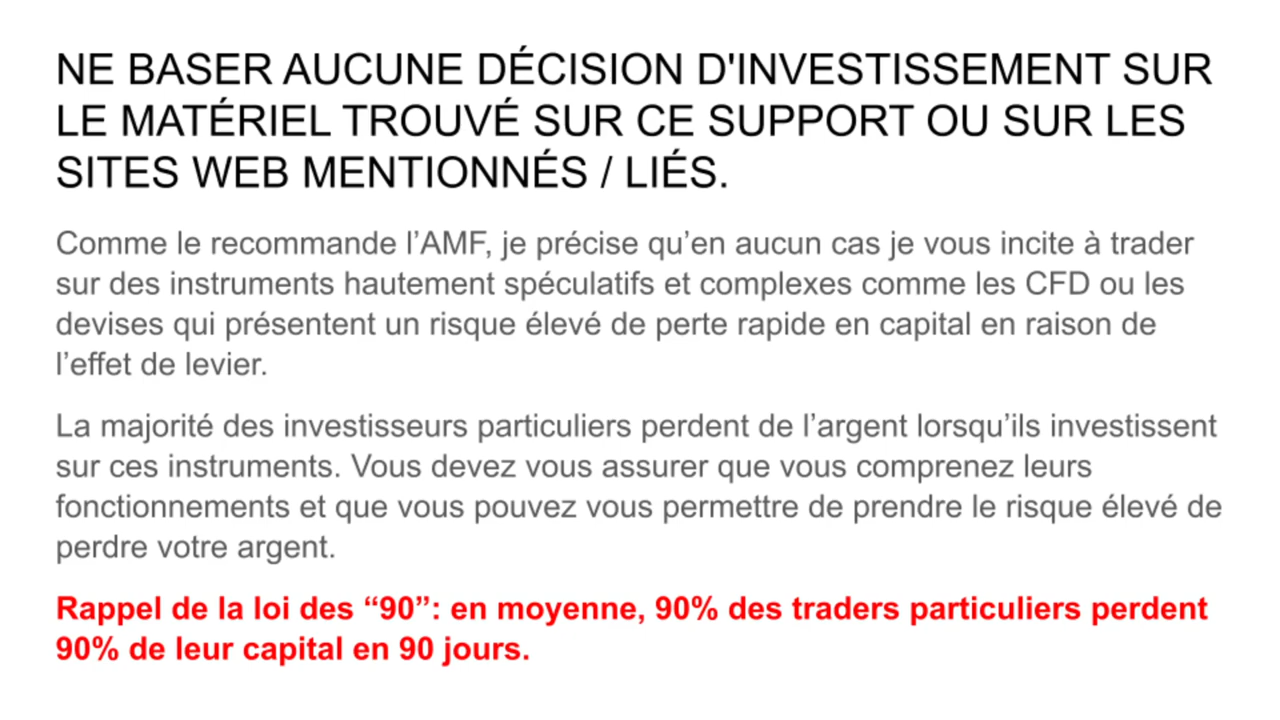 NE BASER AUCUNE DÉCISION D'INVESTISSEMENT SUR
LE MATÉRIEL TROUVÉ SUR CE SUPPORT OU SUR LES
SITES WEB MENTIONNÉS / LIÉS.
Comme le recommande l’AMF, je précise qu’en aucun cas je vous incite à trader
sur des instruments hautement spéculatifs et complexes comme les CFD ou les
devises qui présentent un risque élevé de perte rapide en capital en raison de
l’effet de levier.
La majorité des investisseurs particuliers perdent de l’argent lorsqu’ils investissent
sur ces instruments. Vous devez vous assurer que vous comprenez leurs
fonctionnements et que vous pouvez vous permettre de prendre le risque élevé de
perdre votre argent.
Rappel de la loi des “90”: en moyenne, 90% des traders particuliers perdent
90% de leur capital en 90 jours.